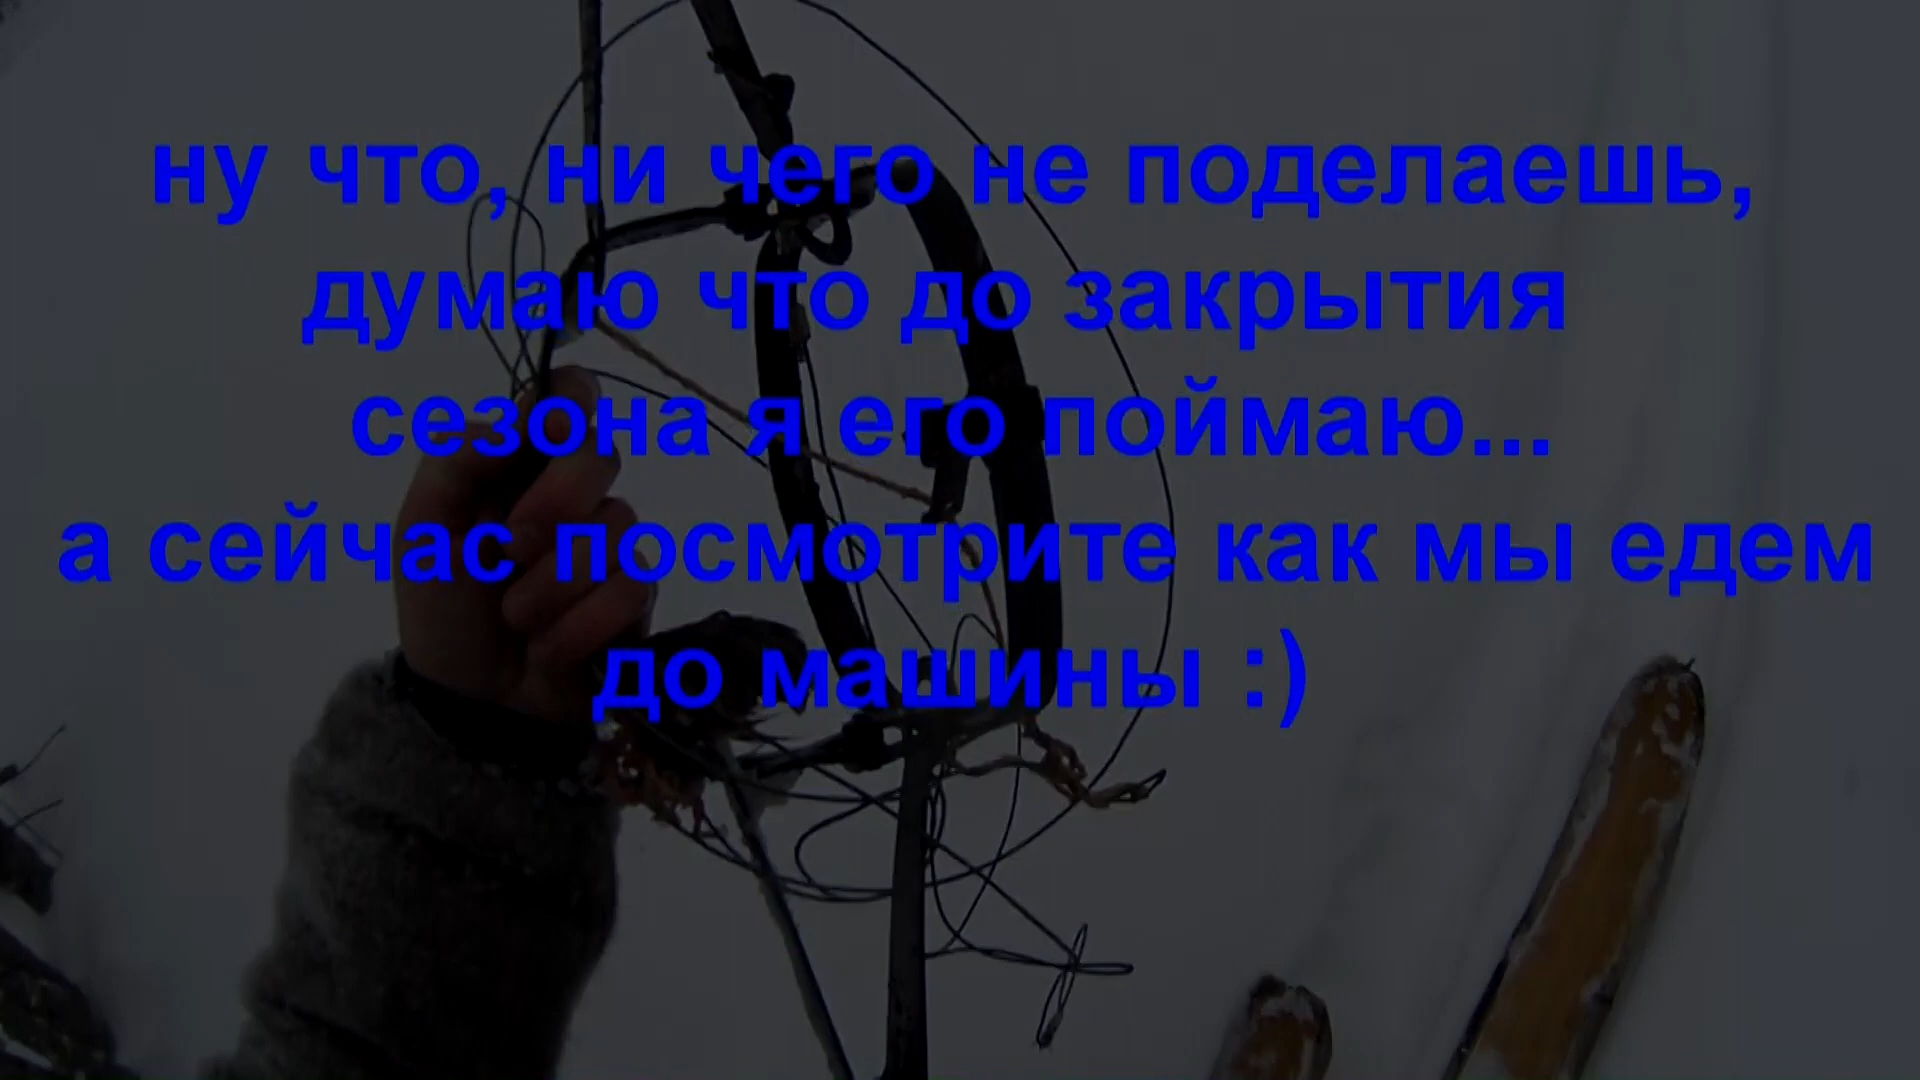 ну что, ни чего не поделаешь,
думаю что до закрытия
сезона я его поймаю...
а сейчас посмотрите как мы едем
до машины :)